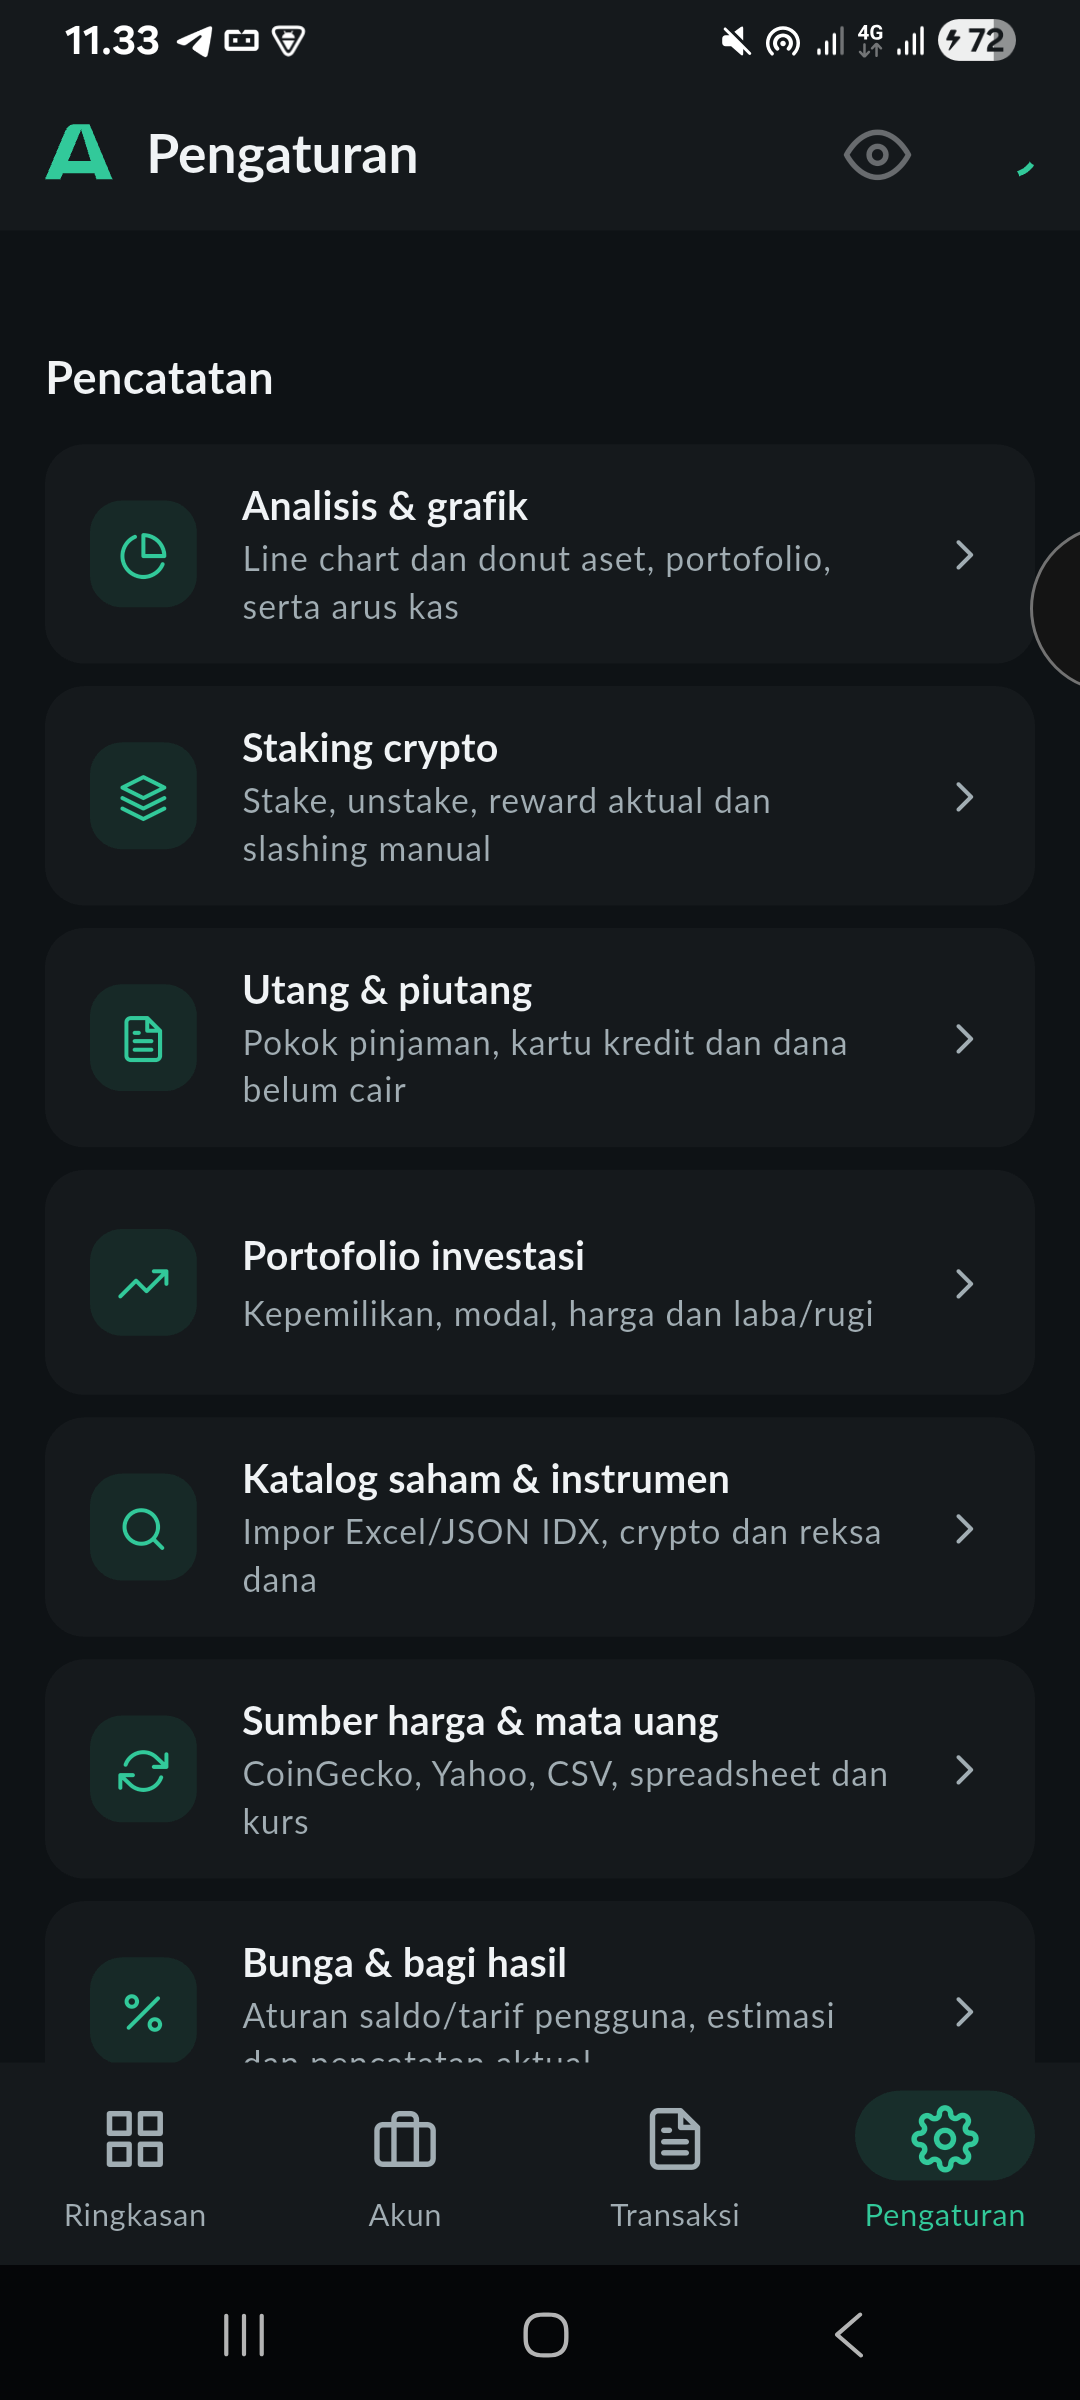 11.33
4G
72
Pengaturan
Pencatatan
Analisis & grafik
Line chart dan donut aset, portofolio,
serta arus kas
Staking crypto
Stake, unstake, reward aktual dan
slashing manual
Utang & piutang
Pokok pinjaman, kartu kredit dan dana
belum cair
Portofolio investasi
Kepemilikan, modal, harga dan laba/rugi
Katalog saham & instrumen
Impor Excel/JSON IDX, crypto dan reksa
dana
Sumber harga & mata uang
CoinGecko, Yahoo, CSV, spreadsheet dan
kurs
Bunga & bagi hasil
Aturan saldo/tarif pengguna, estimasi
dan pencatatan aktual
Ringkasan
Akun
Transaksi
Pengaturan